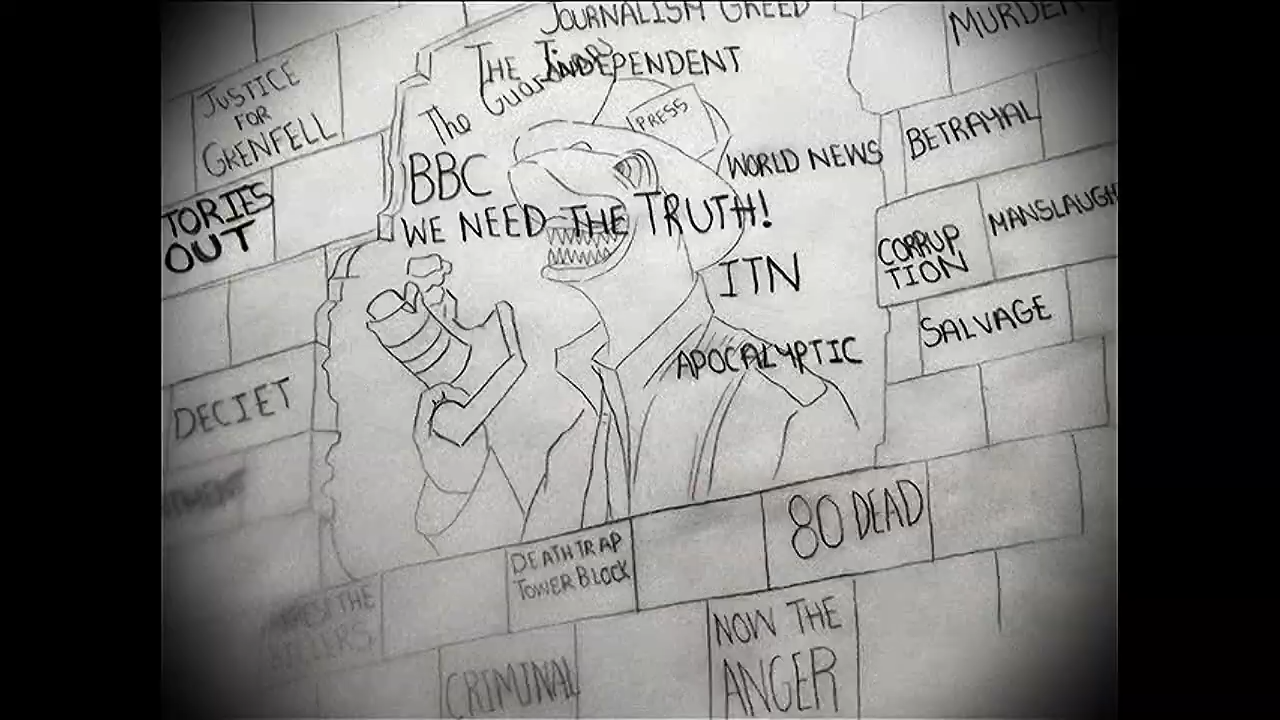 JOURNALISM GREED
MURDER
THE INDEPENDENT
The Guardian
JUSTICE
FOR
GRENFELL
PRESS
BETRAYAL
WORLD NEWS
BBC
TORIES
OUT
WE NEED THE TRUTH!
MANSLAUGH
CORRUP
TION
ITN
SALVAGE
APOCALYPTIC
DECIET
80 DEAD
DEATH TRAP
TOWER BLOCK
THE
KILLERS
NOW THE
ANGER
CRIMINAL